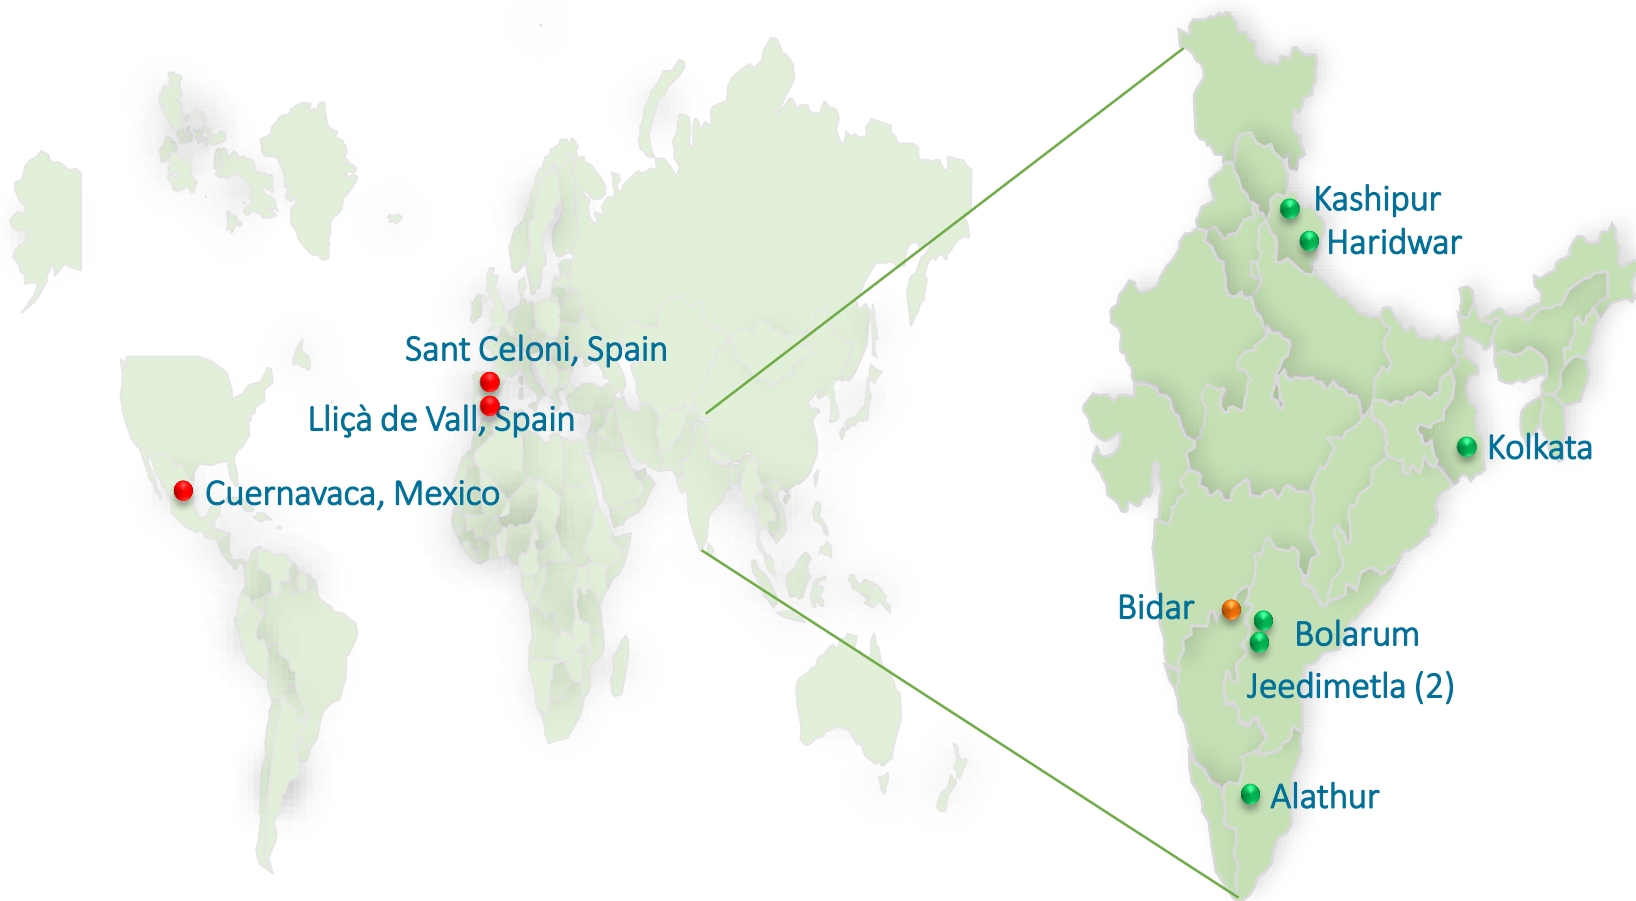 Sant Celoni, Spain
Lliçà de Vall, Spain
Cuernavaca, Mexico
Kashipur
Haridwar
Kolkata
Bidar
Bolarum
Jeedimetla (2)
Alathur